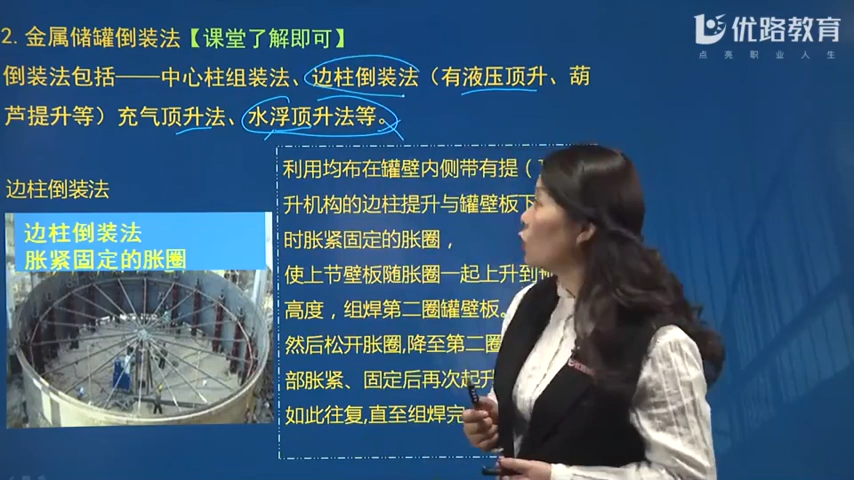 2. 金属储罐倒装法【课堂了解即可】
优路教育
点亮职业人生
倒装法包括——中心柱组装法、边柱倒装法（有液压顶升、葫
芦提升等）充气顶升法、水浮顶升法等。
边柱倒装法
边柱倒装法
胀紧固定的胀圈
利用均布在罐壁内侧带有提（
升机构的边柱提升与罐壁板下
时胀紧固定的胀圈，
使上节壁板随胀圈一起上升到
高度，组焊第二圈罐壁板。
然后松开胀圈,降至第二圈
部胀紧、固定后再次起升
如此往复,直至组焊完